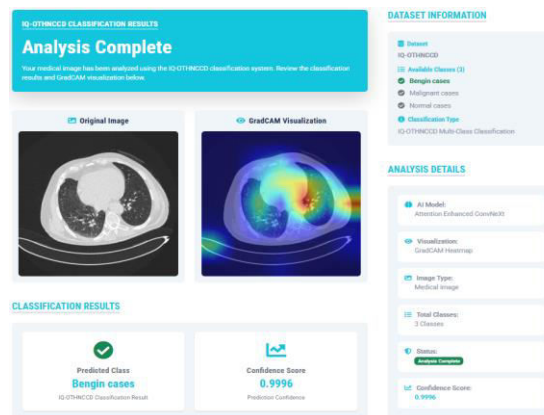 IQ-OTHNCCD CLASSIFICATION RESULTS
Analysis Complete
Your medical image has been analyzed using the IQ-OTHNCCD classification system. Review the classification
results and GradCAM visualization below.
Original Image
GradCAM Visualization
CLASSIFICATION RESULTS
Predicted Class
Bengin cases
IQ-OTHNCCD Classification Result
Confidence Score
0.9996
Prediction Confidence
DATASET INFORMATION
Dataset
IQ-OTHNCCD
Available Classes (3)
Bengin cases
Malignant cases
Normal cases
Classification Type
IQ-OTHNCCD Multi-Class Classification
ANALYSIS DETAILS
AI Model:
Attention Enhanced ConvNeXt
Visualization:
GradCAM Heatmap
Image Type:
Medical Image
Total Classes:
3 Classes
Status:
Analysis Complete
Confidence Score:
0.9996